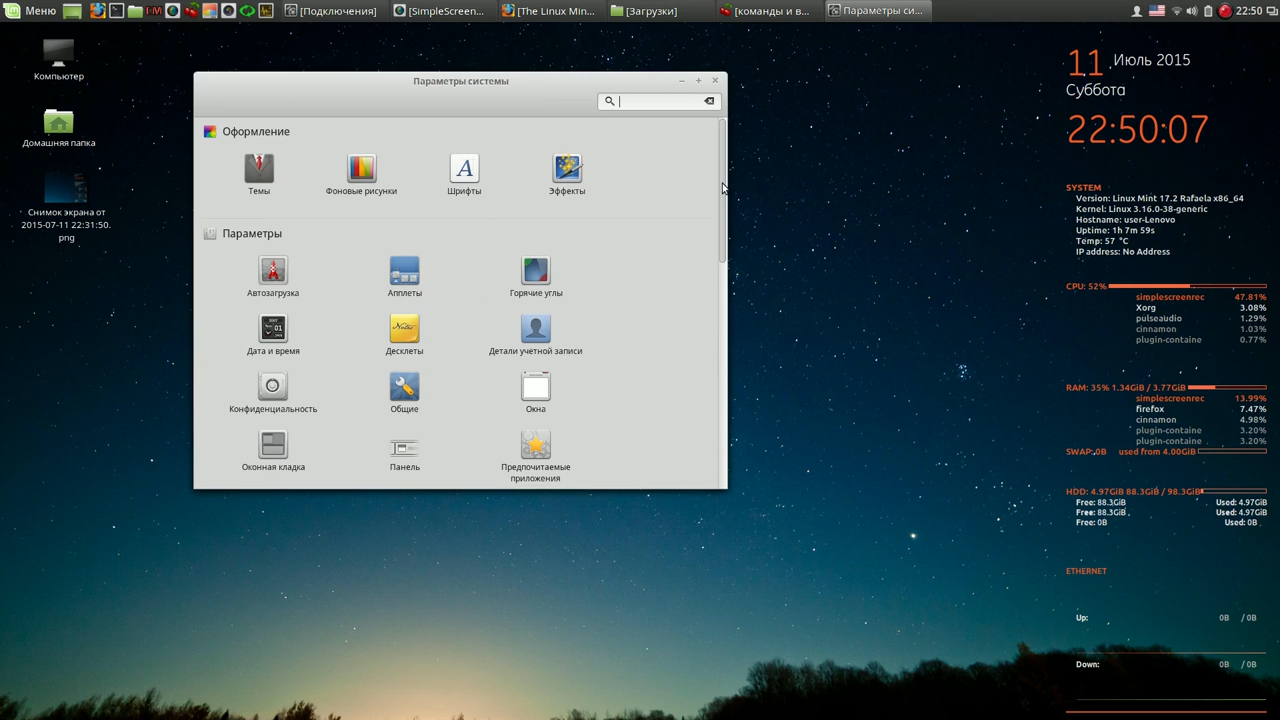 Меню [Подключения] [SimpleScreen... [The Linux Min... [Загрузки] [команды и в... Параметры си... 22:50
Компьютер
Домашняя папка
Снимок экрана от
2015-07-11 22:31:50.
png
Параметры системы
Оформление
Темы Фоновые рисунки Шрифты Эффекты
Параметры
Автозагрузка Апплеты Горячие углы
Дата и время Десклеты Детали учетной записи
Конфиденциальность Общие Окна
Оконная кладка Панель Предпочитаемые
приложения
11 Июль 2015
Суббота
22:50:07
SYSTEM
Version: Linux Mint 17.2 Rafaela x86_64
Kernel: Linux 3.16.0-38-generic
Hostname: user-Lenovo
Uptime: 1h 7m 59s
Temp: 57 °C
IP address: No Address
CPU: 52%
simplescreenrec 47.81%
Xorg 3.08%
pulseaudio 1.29%
cinnamon 1.03%
plugin-containe 0.77%
RAM: 35% 1.34GiB / 3.77GiB
simplescreenrec 13.99%
firefox 7.47%
cinnamon 4.98%
plugin-containe 3.20%
plugin-containe 3.20%
SWAP: 0B used from 4.00GiB
HDD: 4.97GiB 88.3GiB / 98.3GiB
Free: 88.3GiB Used: 4.97GiB
Free: 88.3GiB Used: 4.97GiB
Free: 0B Used: 0B
ETHERNET
Up: 0B / 0B
Down: 0B / 0B